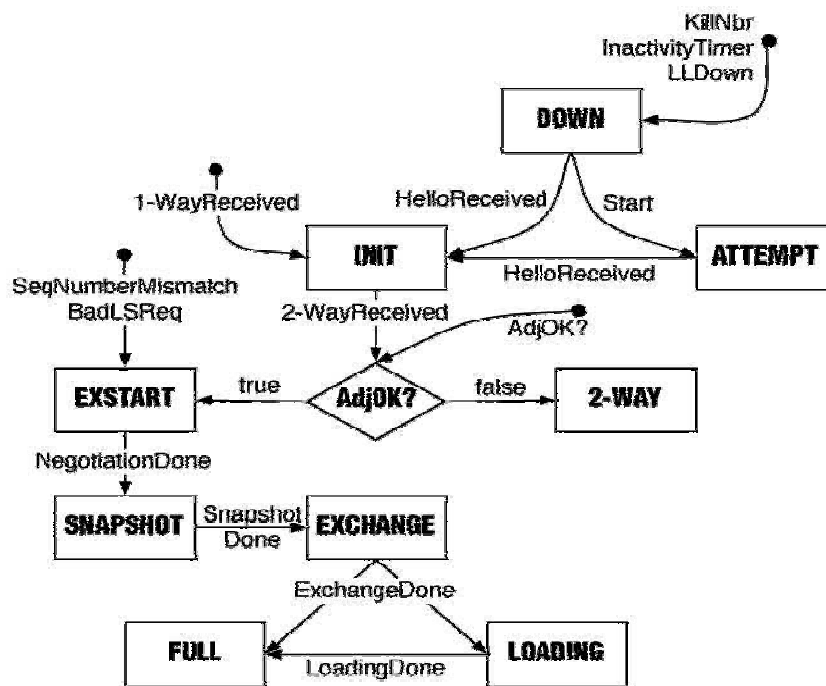 KillNbr
InactivityTimer
LLDown
DOWN
1-WayReceived
HelloReceived
Start
INIT
ATTEMPT
HelloReceived
SeqNumberMismatch
BadLSReq
2-WayReceived
AdjOK?
EXSTART
true
AdjOK?
false
2-WAY
NegotiationDone
SNAPSHOT
Snapshot
Done
EXCHANGE
ExchangeDone
FULL
LoadingDone
LOADING